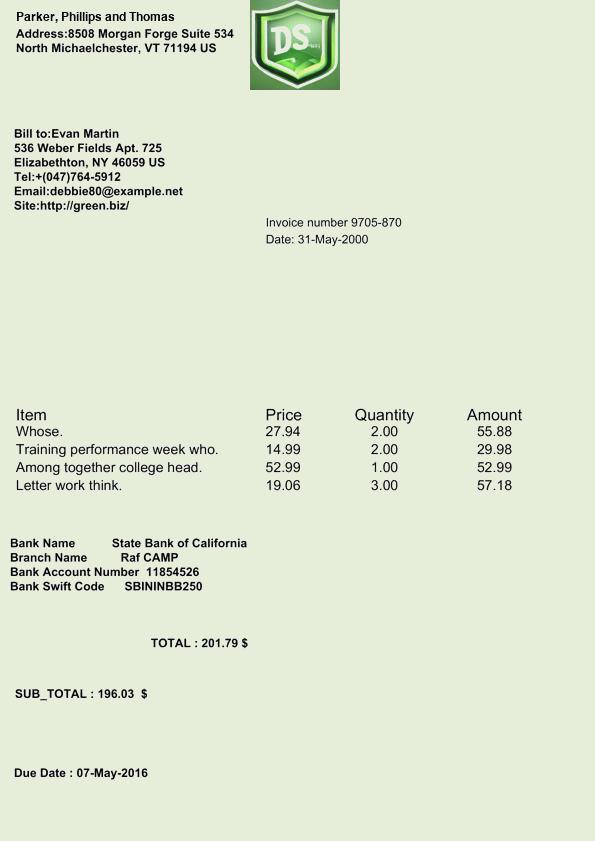 Parker, Phillips and Thomas
Address:8508 Morgan Forge Suite 534
North Michaelchester, VT 71194 US
DS
Bill to:Evan Martin
536 Weber Fields Apt. 725
Elizabethton, NY 46059 US
Tel:+(047)764-5912
Email:debbie80@example.net
Site:http://green.biz/
Invoice number 9705-870
Date: 31-May-2000
Item Price Quantity Amount
Whose. 27.94 2.00 55.88
Training performance week who. 14.99 2.00 29.98
Among together college head. 52.99 1.00 52.99
Letter work think. 19.06 3.00 57.18
Bank Name State Bank of California
Branch Name Raf CAMP
Bank Account Number 11854526
Bank Swift Code SBININBB250
TOTAL : 201.79 $
SUB_TOTAL : 196.03 $
Due Date : 07-May-2016